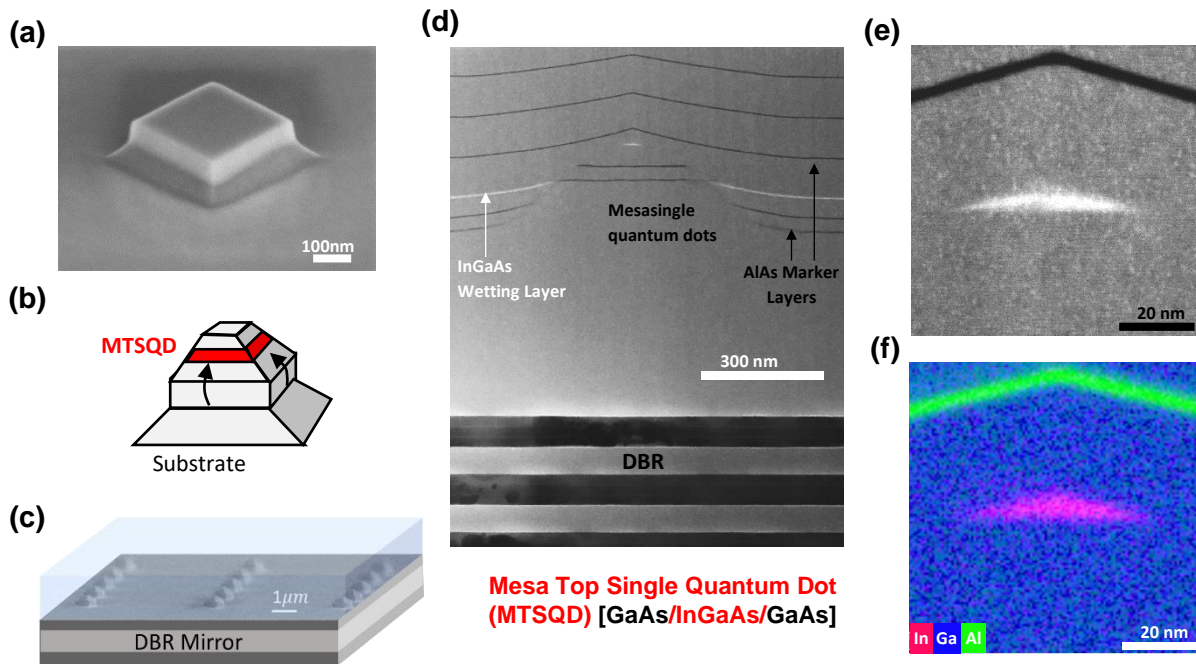 (a)
100nm
(b)
MTSQD
Substrate
(c)
1μm
DBR Mirror
(d)
Mesasingle
quantum dots
InGaAs
Wetting Layer
AlAs Marker
Layers
300 nm
DBR
Mesa Top Single Quantum Dot
(MTSQD) [GaAs/InGaAs/GaAs]
(e)
20 nm
(f)
In Ga Al
20 nm